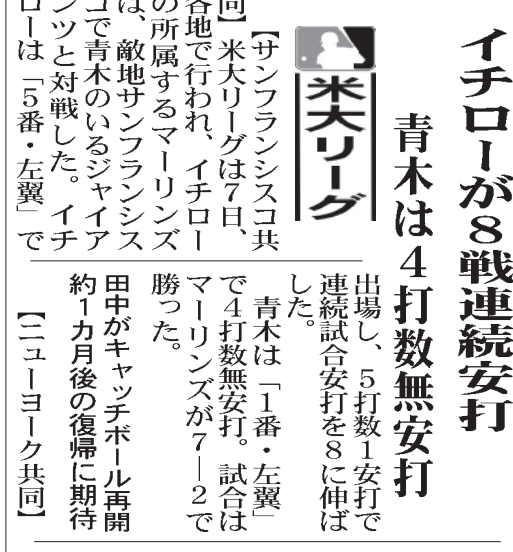 イチローが8戦連続安打
青木は4打数無安打
米大リーグ
【サンフランシスコ共
同】米大リーグは7日、
各地で行われ、イチロー
の所属するマーリンズ
は、敵地サンフランシス
コで青木のいるジャイア
ンツと対戦した。イチ
ローは「5番・左翼」で
出場し、5打数1安打で
連続試合安打を8に伸ば
した。
青木は「1番・左翼」
で4打数無安打。試合は
マーリンズが7―2で
勝った。
田中がキャッチボール再開
約1カ月後の復帰に期待
【ニューヨーク共同】